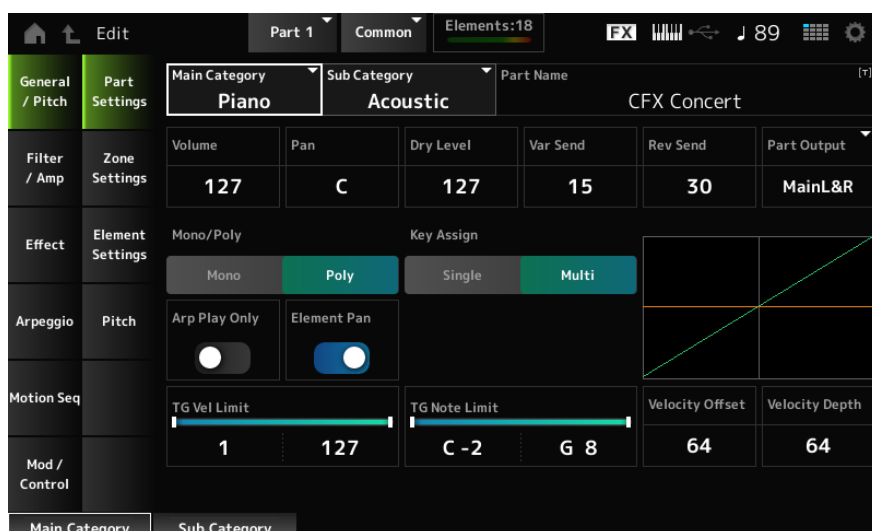 Edit
Part 1
Common
Elements:18
FX
♩ 89
General / Pitch
Part Settings
Main Category
Piano
Sub Category
Acoustic
Part Name
[T]
CFX Concert
Filter / Amp
Zone Settings
Volume
127
Pan
C
Dry Level
127
Var Send
15
Rev Send
30
Part Output
MainL&R
Effect
Element Settings
Mono/Poly
Mono
Poly
Key Assign
Single
Multi
Arpeggio
Pitch
Arp Play Only
Element Pan
Motion Seq
TG Vel Limit
1
127
TG Note Limit
C -2
G 8
Velocity Offset
64
Velocity Depth
64
Mod / Control
Main Category
Sub Category